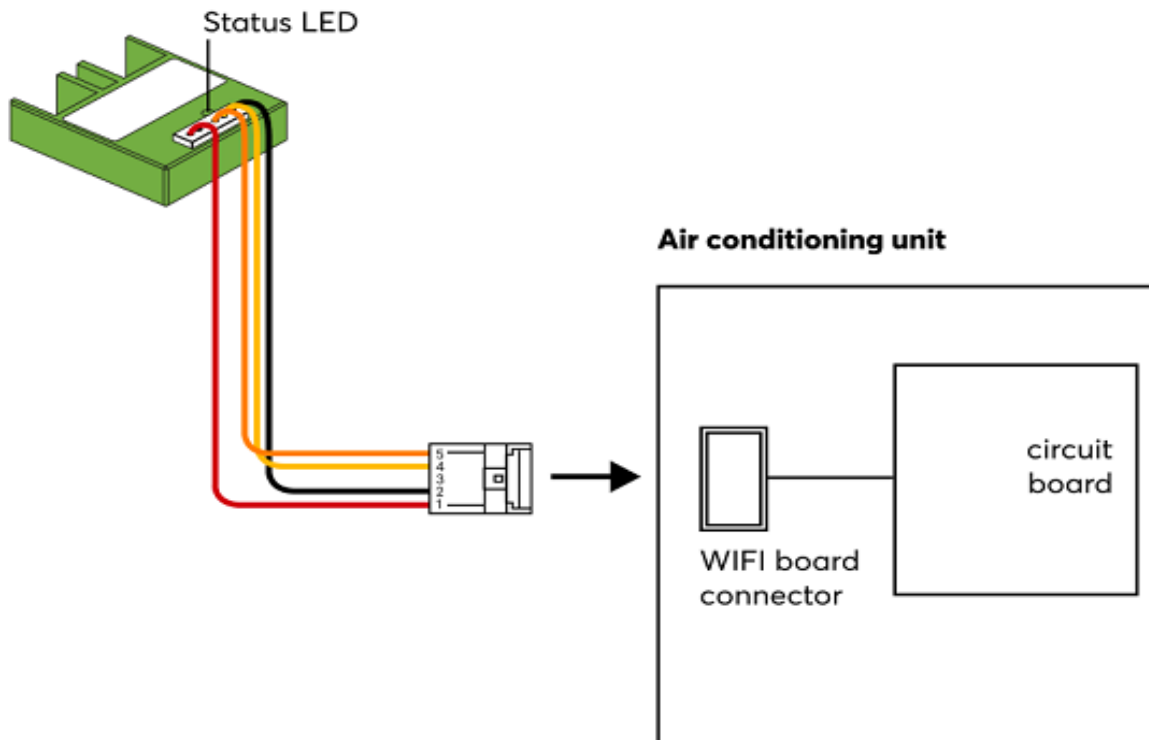 Status LED
Air conditioning unit
5
4
3
2
1
circuit
board
WIFI board
connector